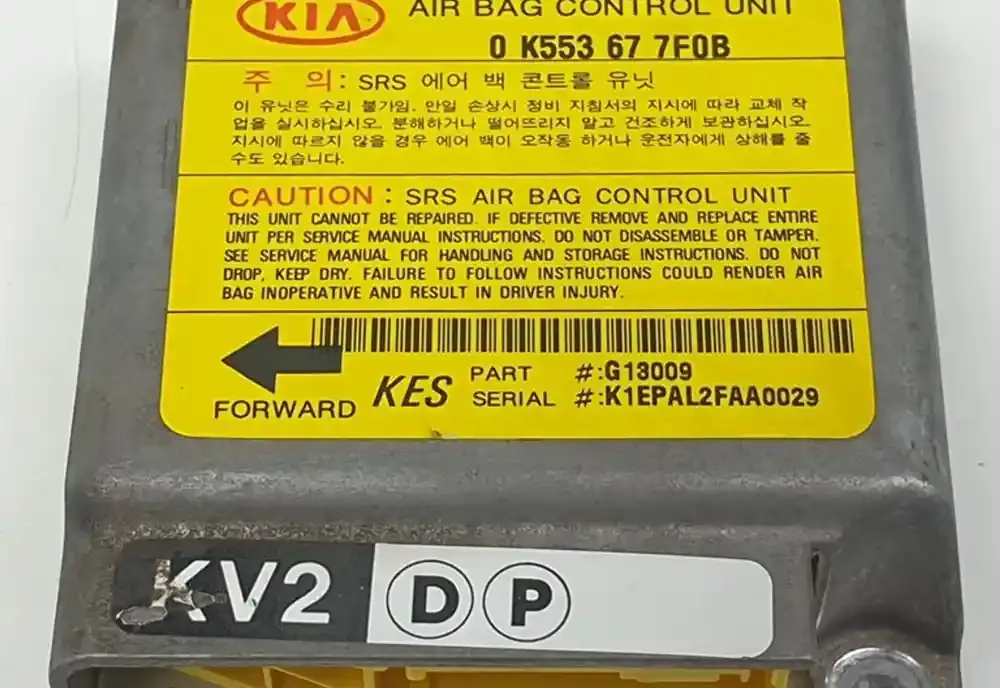 KIA AIR BAG CONTROL UNIT
0 K553 67 7F0B
주 의: SRS 에어 백 콘트롤 유닛
이 유닛은 수리 불가임. 만일 손상시 정비 지침서의 지시에 따라 교체 작
업을 실시하십시오. 분해하거나 떨어뜨리지 말고 건조하게 보관하십시오.
지시에 따르지 않을 경우 에어 백이 오작동 하거나 운전자에게 상해를 줄
수도 있습니다.
CAUTION : SRS AIR BAG CONTROL UNIT
THIS UNIT CANNOT BE REPAIRED. IF DEFECTIVE REMOVE AND REPLACE ENTIRE
UNIT PER SERVICE MANUAL INSTRUCTIONS. DO NOT DISASSEMBLE OR TAMPER.
SEE SERVICE MANUAL FOR HANDLING AND STORAGE INSTRUCTIONS. DO NOT
DROP, KEEP DRY. FAILURE TO FOLLOW INSTRUCTIONS COULD RENDER AIR
BAG INOPERATIVE AND RESULT IN DRIVER INJURY.
FORWARD
KES
PART #:G13009
SERIAL #:K1EPAL2FAA0029
KV2 D P